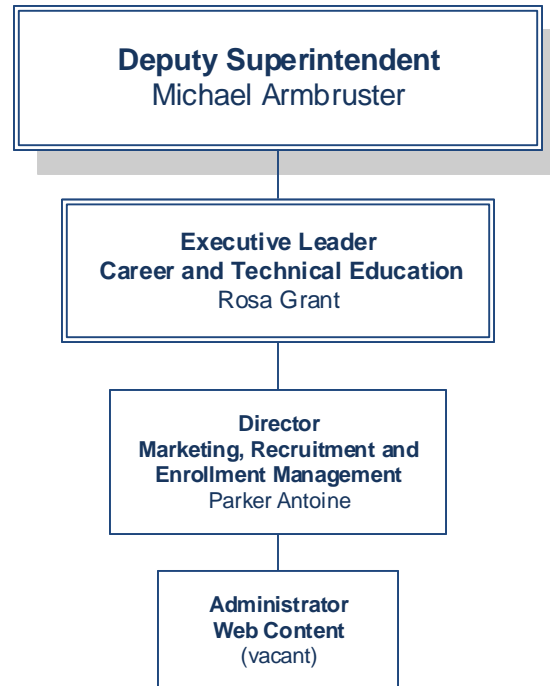 Deputy Superintendent
Michael Armbruster
Executive Leader
Career and Technical Education
Rosa Grant
Director
Marketing, Recruitment and
Enrollment Management
Parker Antoine
Administrator
Web Content
(vacant)